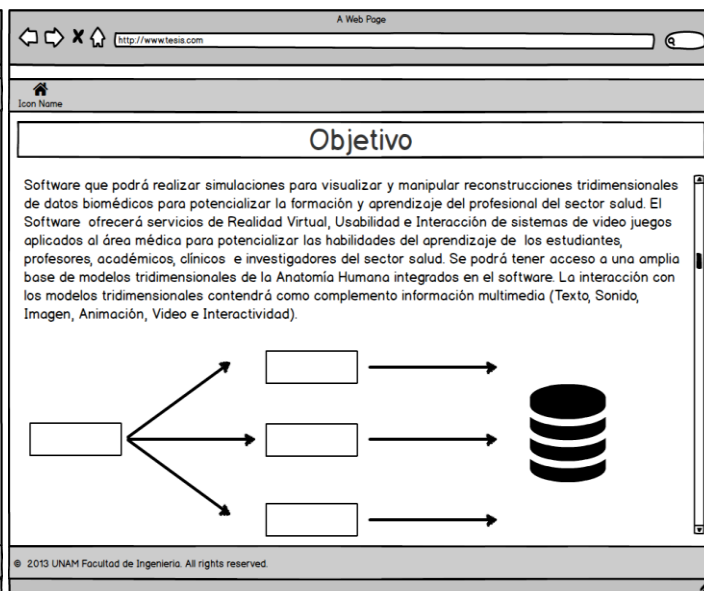 A Web Page
http://www.tesis.com
Icon Name
Objetivo
Software que podrá realizar simulaciones para visualizar y manipular reconstrucciones tridimensionales
de datos biomédicos para potencializar la formación y aprendizaje del profesional del sector salud. El
Software ofrecerá servicios de Realidad Virtual, Usabilidad e Interacción de sistemas de video juegos
aplicados al área médica para potencializar las habilidades del aprendizaje de los estudiantes,
profesores, académicos, clínicos e investigadores del sector salud. Se podrá tener acceso a una amplia
base de modelos tridimensionales de la Anatomía Humana integrados en el software. La interacción con
los modelos tridimensionales contendrá como complemento información multimedia (Texto, Sonido,
Imagen, Animación, Video e Interactividad).
© 2013 UNAM Facultad de Ingeniería. All rights reserved.